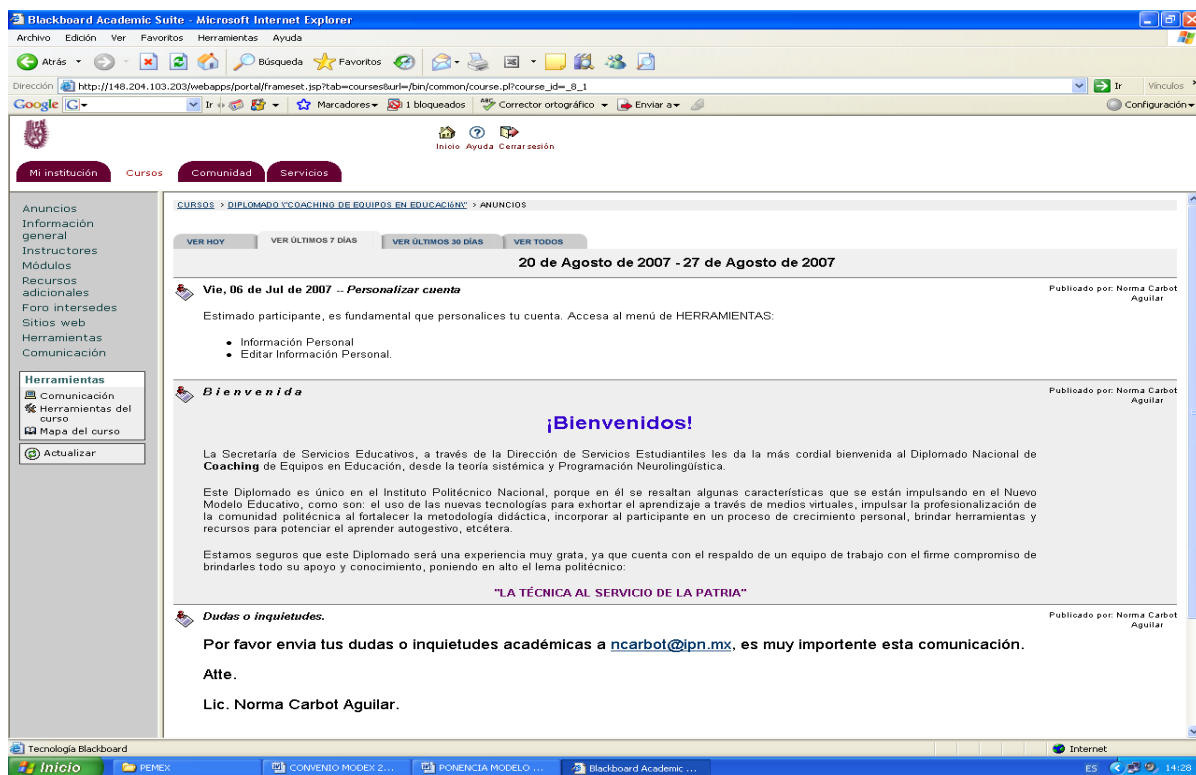 Blackboard Academic Suite - Microsoft Internet Explorer
Archivo Edición Ver Favoritos Herramientas Ayuda
Atrás Búsqueda Favoritos
Dirección http://148.204.103.203/webapps/portal/frameset.jsp?tab=courses&url=/bin/common/course.pl?course_id=_8_1 Ir Vínculos
Google G Ir Marcadores 1 bloqueados Corrector ortográfico Enviar a Configuración
Inicio Ayuda Cerrar sesión
Mi institución Cursos Comunidad Servicios
Anuncios
Información
general
Instructores
Módulos
Recursos
adicionales
Foro intersedes
Sitios web
Herramientas
Comunicación
Herramientas
Comunicación
Herramientas del
curso
Mapa del curso
Actualizar
CURSOS > DIPLOMADO \"COACHING DE EQUIPOS EN EDUCACIóN\" > ANUNCIOS
VER HOY VER ÚLTIMOS 7 DÍAS VER ÚLTIMOS 30 DÍAS VER TODOS
20 de Agosto de 2007 - 27 de Agosto de 2007
Vie, 06 de Jul de 2007 -- Personalizar cuenta
Publicado por: Norma Carbot
Aguilar
Estimado participante, es fundamental que personalices tu cuenta. Accesa al menú de HERRAMIENTAS:
• Información Personal
• Editar Información Personal.
Bienvenida
Publicado por: Norma Carbot
Aguilar
¡Bienvenidos!
La Secretaría de Servicios Educativos, a través de la Dirección de Servicios Estudiantiles les da la más cordial bienvenida al Diplomado Nacional de
Coaching de Equipos en Educación, desde la teoría sistémica y Programación Neurolingüística.
Este Diplomado es único en el Instituto Politécnico Nacional, porque en él se resaltan algunas características que se están impulsando en el Nuevo
Modelo Educativo, como son: el uso de las nuevas tecnologías para exhortar el aprendizaje a través de medios virtuales, impulsar la profesionalización de
la comunidad politécnica al fortalecer la metodología didáctica, incorporar al participante en un proceso de crecimiento personal, brindar herramientas y
recursos para potenciar el aprender autogestivo, etcétera.
Estamos seguros que este Diplomado será una experiencia muy grata, ya que cuenta con el respaldo de un equipo de trabajo con el firme compromiso de
brindarles todo su apoyo y conocimiento, poniendo en alto el lema politécnico:
"LA TÉCNICA AL SERVICIO DE LA PATRIA"
Dudas o inquietudes.
Publicado por: Norma Carbot
Aguilar
Por favor envia tus dudas o inquietudes académicas a ncarbot@ipn.mx, es muy importente esta comunicación.
Atte.
Lic. Norma Carbot Aguilar.
Tecnología Blackboard Internet
Inicio PEMEX CONVENIO MODEX 2... PONENCIA MODELO ... Blackboard Academic ... ES 14:28